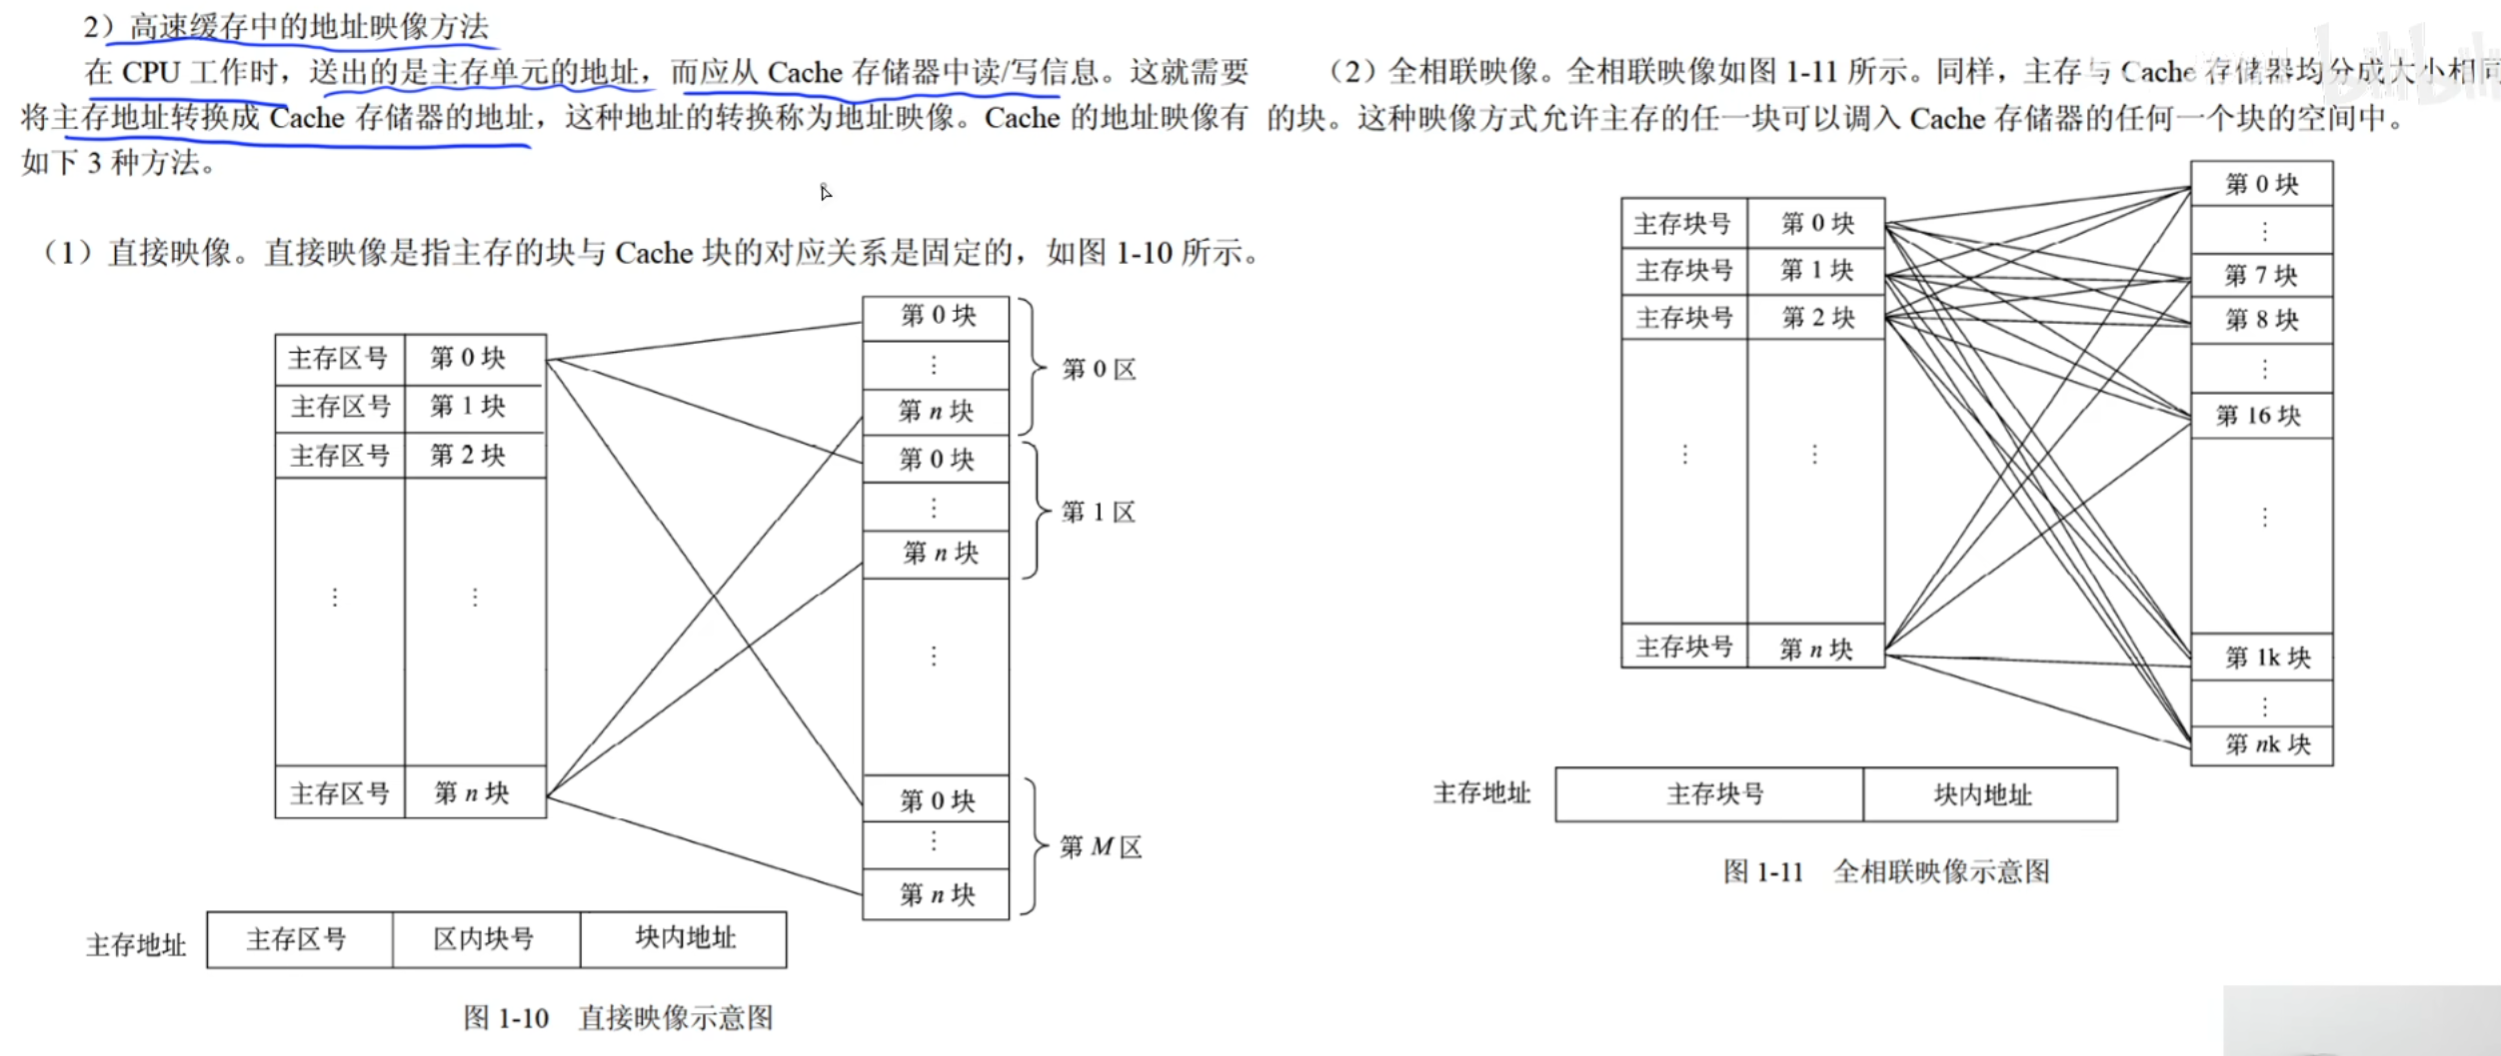 2）高速缓存中的地址映像方法
在 CPU 工作时，送出的是主存单元的地址，而应从 Cache 存储器中读/写信息。这就需要
将主存地址转换成 Cache 存储器的地址，这种地址的转换称为地址映像。Cache 的地址映像有
如下 3 种方法。
（1）直接映像。直接映像是指主存的块与 Cache 块的对应关系是固定的，如图 1-10 所示。
主存区号 第 0 块
主存区号 第 1 块
主存区号 第 2 块
⋮ ⋮
主存区号 第 n 块
第 0 块
⋮
第 n 块
第 0 区
第 0 块
⋮
第 n 块
第 1 区
⋮
第 0 块
⋮
第 n 块
第 M 区
主存地址 主存区号 区内块号 块内地址
图 1-10 直接映像示意图
（2）全相联映像。全相联映像如图 1-11 所示。同样，主存与 Cache 存储器均分成大小相同
的块。这种映像方式允许主存的任一块可以调入 Cache 存储器的任何一个块的空间中。
主存块号 第 0 块
主存块号 第 1 块
主存块号 第 2 块
⋮ ⋮
主存块号 第 n 块
第 0 块
⋮
第 7 块
第 8 块
⋮
第 16 块
⋮
第 1k 块
⋮
第 nk 块
主存地址 主存块号 块内地址
图 1-11 全相联映像示意图
bilibili